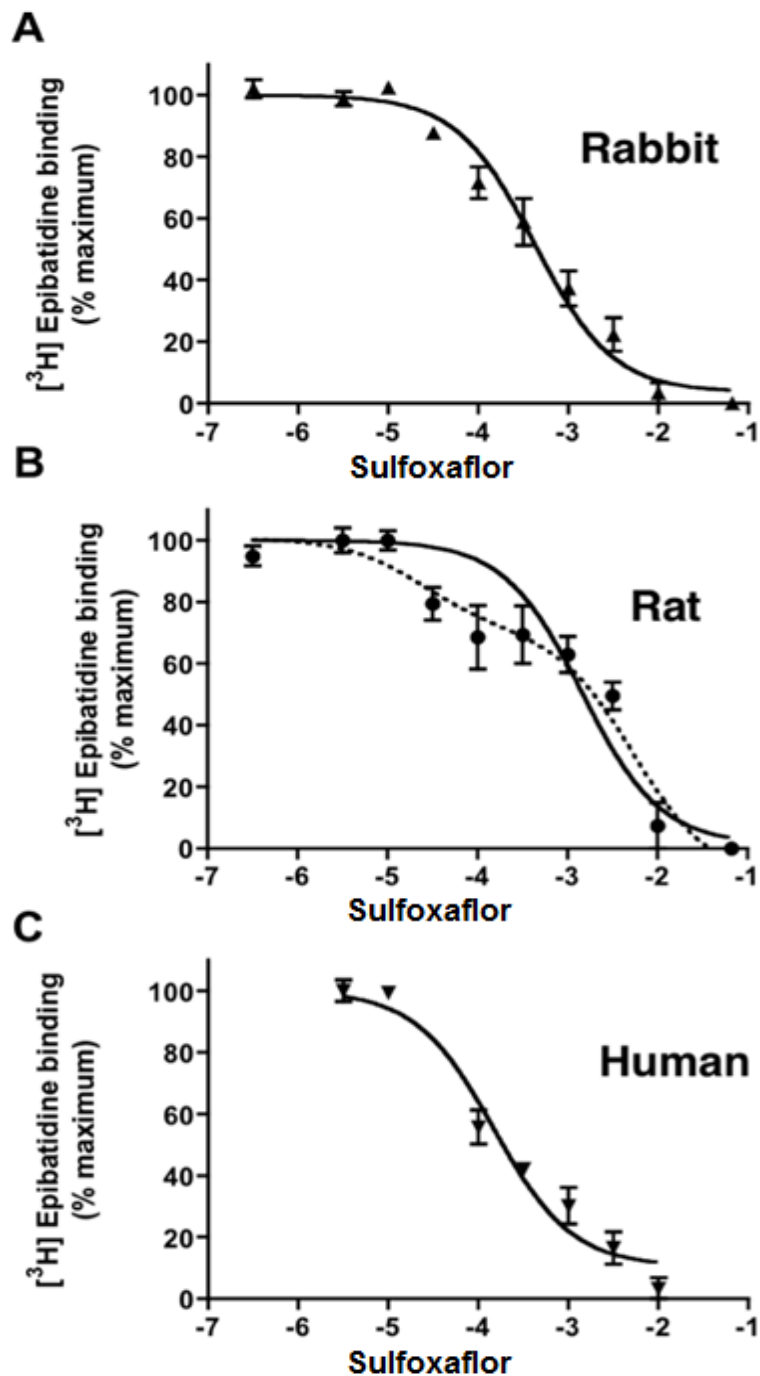 A
[³H] Epibatidine binding
(% maximum)
100
80
60
40
20
0
Rabbit
-7 -6 -5 -4 -3 -2 -1
Sulfoxaflor
B
[³H] Epibatidine binding
(% maximum)
100
80
60
40
20
0
Rat
-7 -6 -5 -4 -3 -2 -1
Sulfoxaflor
C
[³H] Epibatidine binding
(% maximum)
100
80
60
40
20
0
Human
-7 -6 -5 -4 -3 -2 -1
Sulfoxaflor